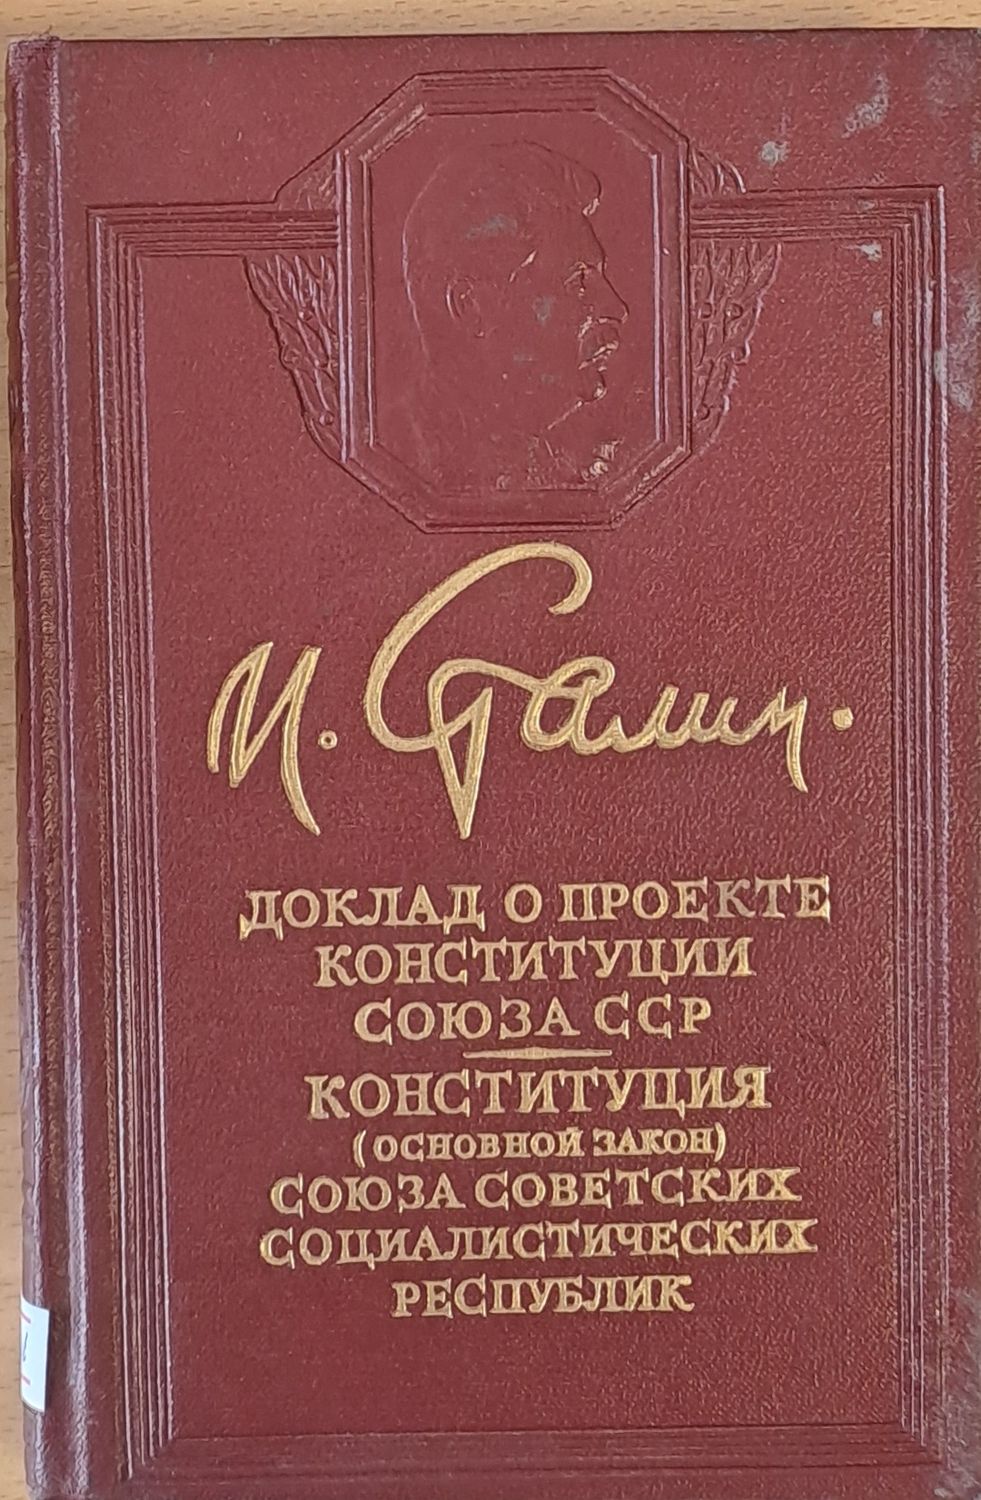 И. Сталин.
ДОКЛАД О ПРОЕКТЕ
КОНСТИТУЦИИ
СОЮЗА ССР
КОНСТИТУЦИЯ
(ОСНОВНОЙ ЗАКОН)
СОЮЗА СОВЕТСКИХ
СОЦИАЛИСТИЧЕСКИХ
РЕСПУБЛИК